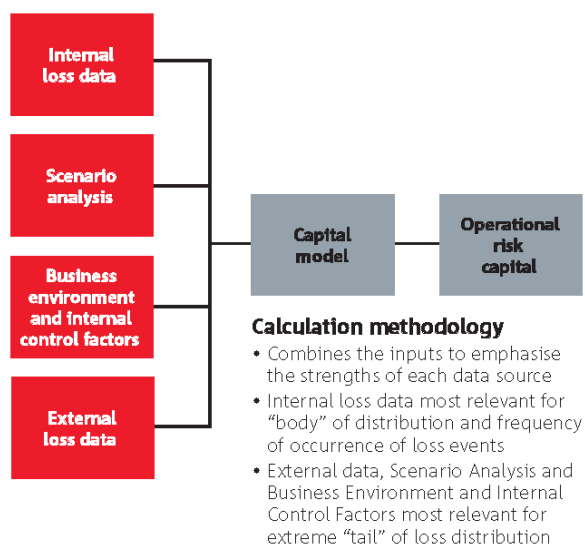 Internal
loss data
Scenario
analysis
Business
environment
and internal
control factors
External
loss data
Capital
model
Operational
risk
capital
Calculation methodology
• Combines the inputs to emphasise
the strengths of each data source
• Internal loss data most relevant for
“body” of distribution and frequency
of occurrence of loss events
• External data, Scenario Analysis and
Business Environment and Internal
Control Factors most relevant for
extreme “tail” of loss distribution